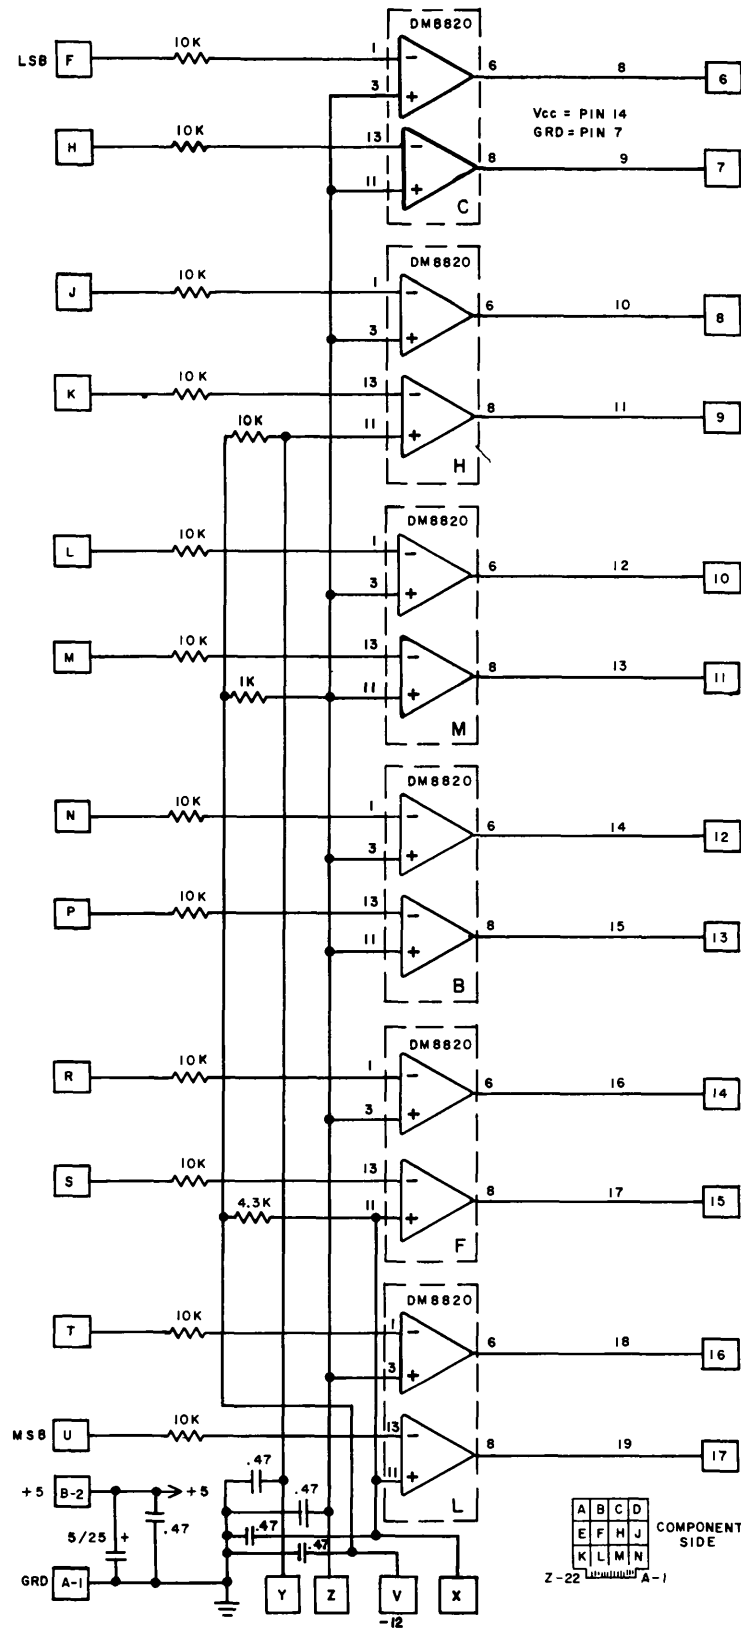 DM8820
LSB F 10K 1 6 8 6
3
Vcc = PIN 14
GRD = PIN 7
H 10K 13 8 9 7
11
C
DM8820
J 10K 1 6 10 8
3
K 10K 13 8 11 9
10K 11
H
DM8820
L 10K 1 6 12 10
3
M 10K 13 8 13 11
1K 11
M
DM8820
N 10K 1 6 14 12
3
P 10K 13 8 15 13
11
B
DM8820
R 10K 1 6 16 14
3
S 10K 13 8 17 15
4.3K 11
F
DM8820
T 10K 1 6 18 16
3
MSB U 10K 13 8 19 17
11
L
+5 B-2 +5
.47
.47
5/25 + .47
.47
.47
GRD A-1
Y Z V X
-12
A B C D
E F H J
K L M N
COMPONENT
SIDE
Z-22 A-1